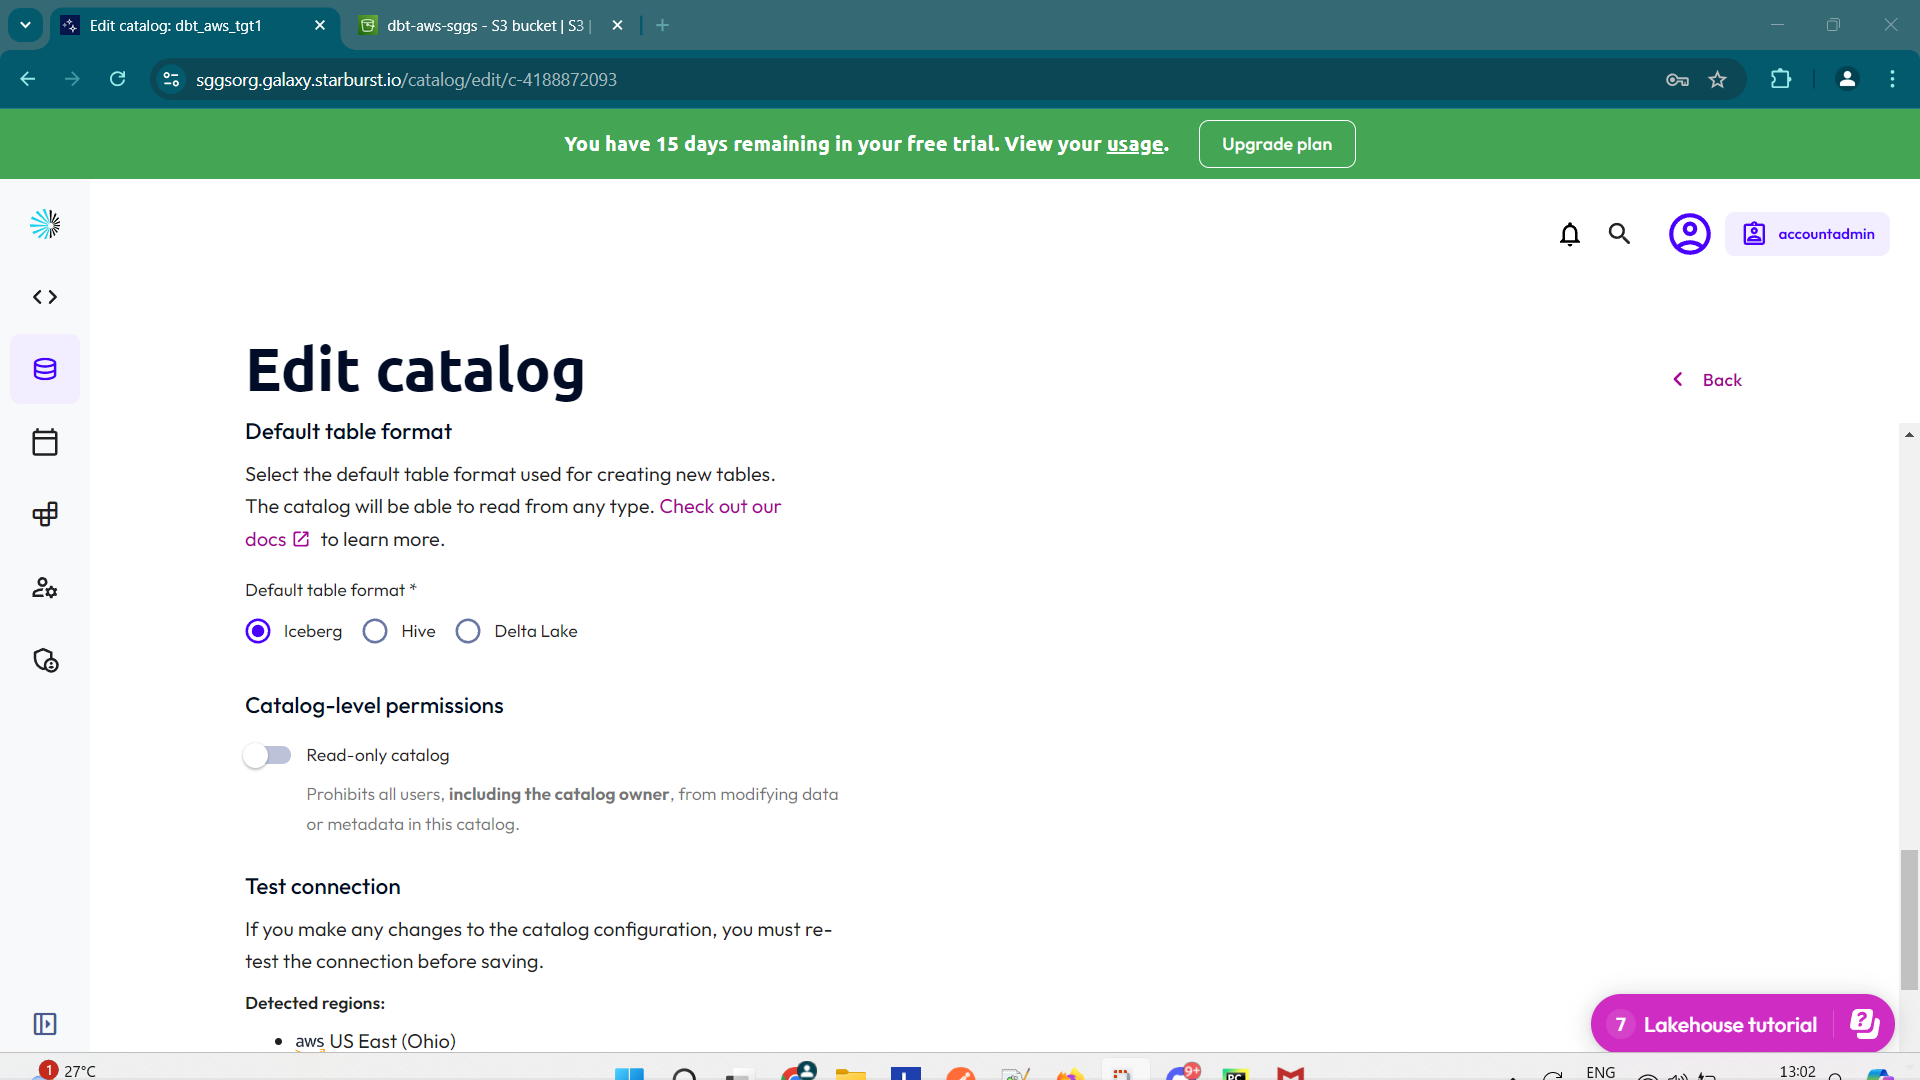 Edit catalog: dbt_aws_tgt1
dbt-aws-sggs - S3 bucket | S3 |
sggsorg.galaxy.starburst.io/catalog/edit/c-4188872093
You have 15 days remaining in your free trial. View your usage.
Upgrade plan
accountadmin
Edit catalog
Back
Default table format
Select the default table format used for creating new tables.
The catalog will be able to read from any type. Check out our
docs to learn more.
Default table format *
Iceberg
Hive
Delta Lake
Catalog-level permissions
Read-only catalog
Prohibits all users, including the catalog owner, from modifying data
or metadata in this catalog.
Test connection
If you make any changes to the catalog configuration, you must re-
test the connection before saving.
Detected regions:
aws US East (Ohio)
7 Lakehouse tutorial
1 27°C
9+
PC
ENG
13:02